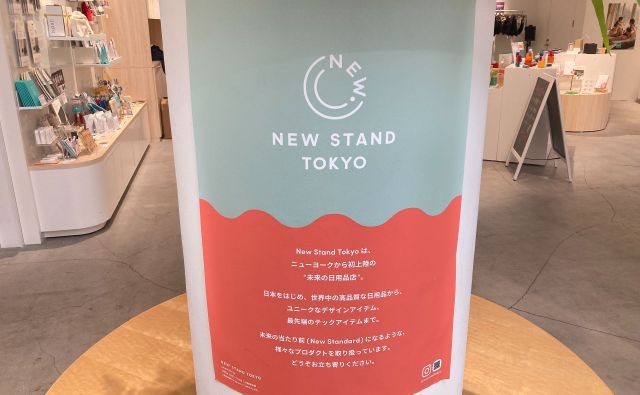 NEW.
NEW STAND
TOKYO
New Stand Tokyo は、
ニューヨークから初上陸の
“未来の日用品店”。
日本をはじめ、世界中の高品質な日用品から、
ユニークなデザインアイテム、
最先端のテックアイテムまで。
未来の当たり前 (New Standard) になるような、
様々なプロダクトを取り扱っています。
どうぞお立ち寄りください。
NEW STAND TOKYO